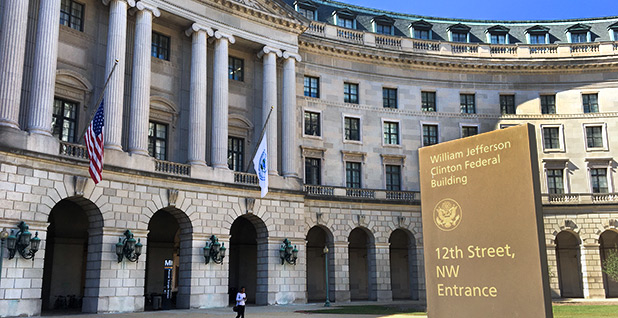 William Jefferson
Clinton Federal
Building
12th Street,
NW
Entrance